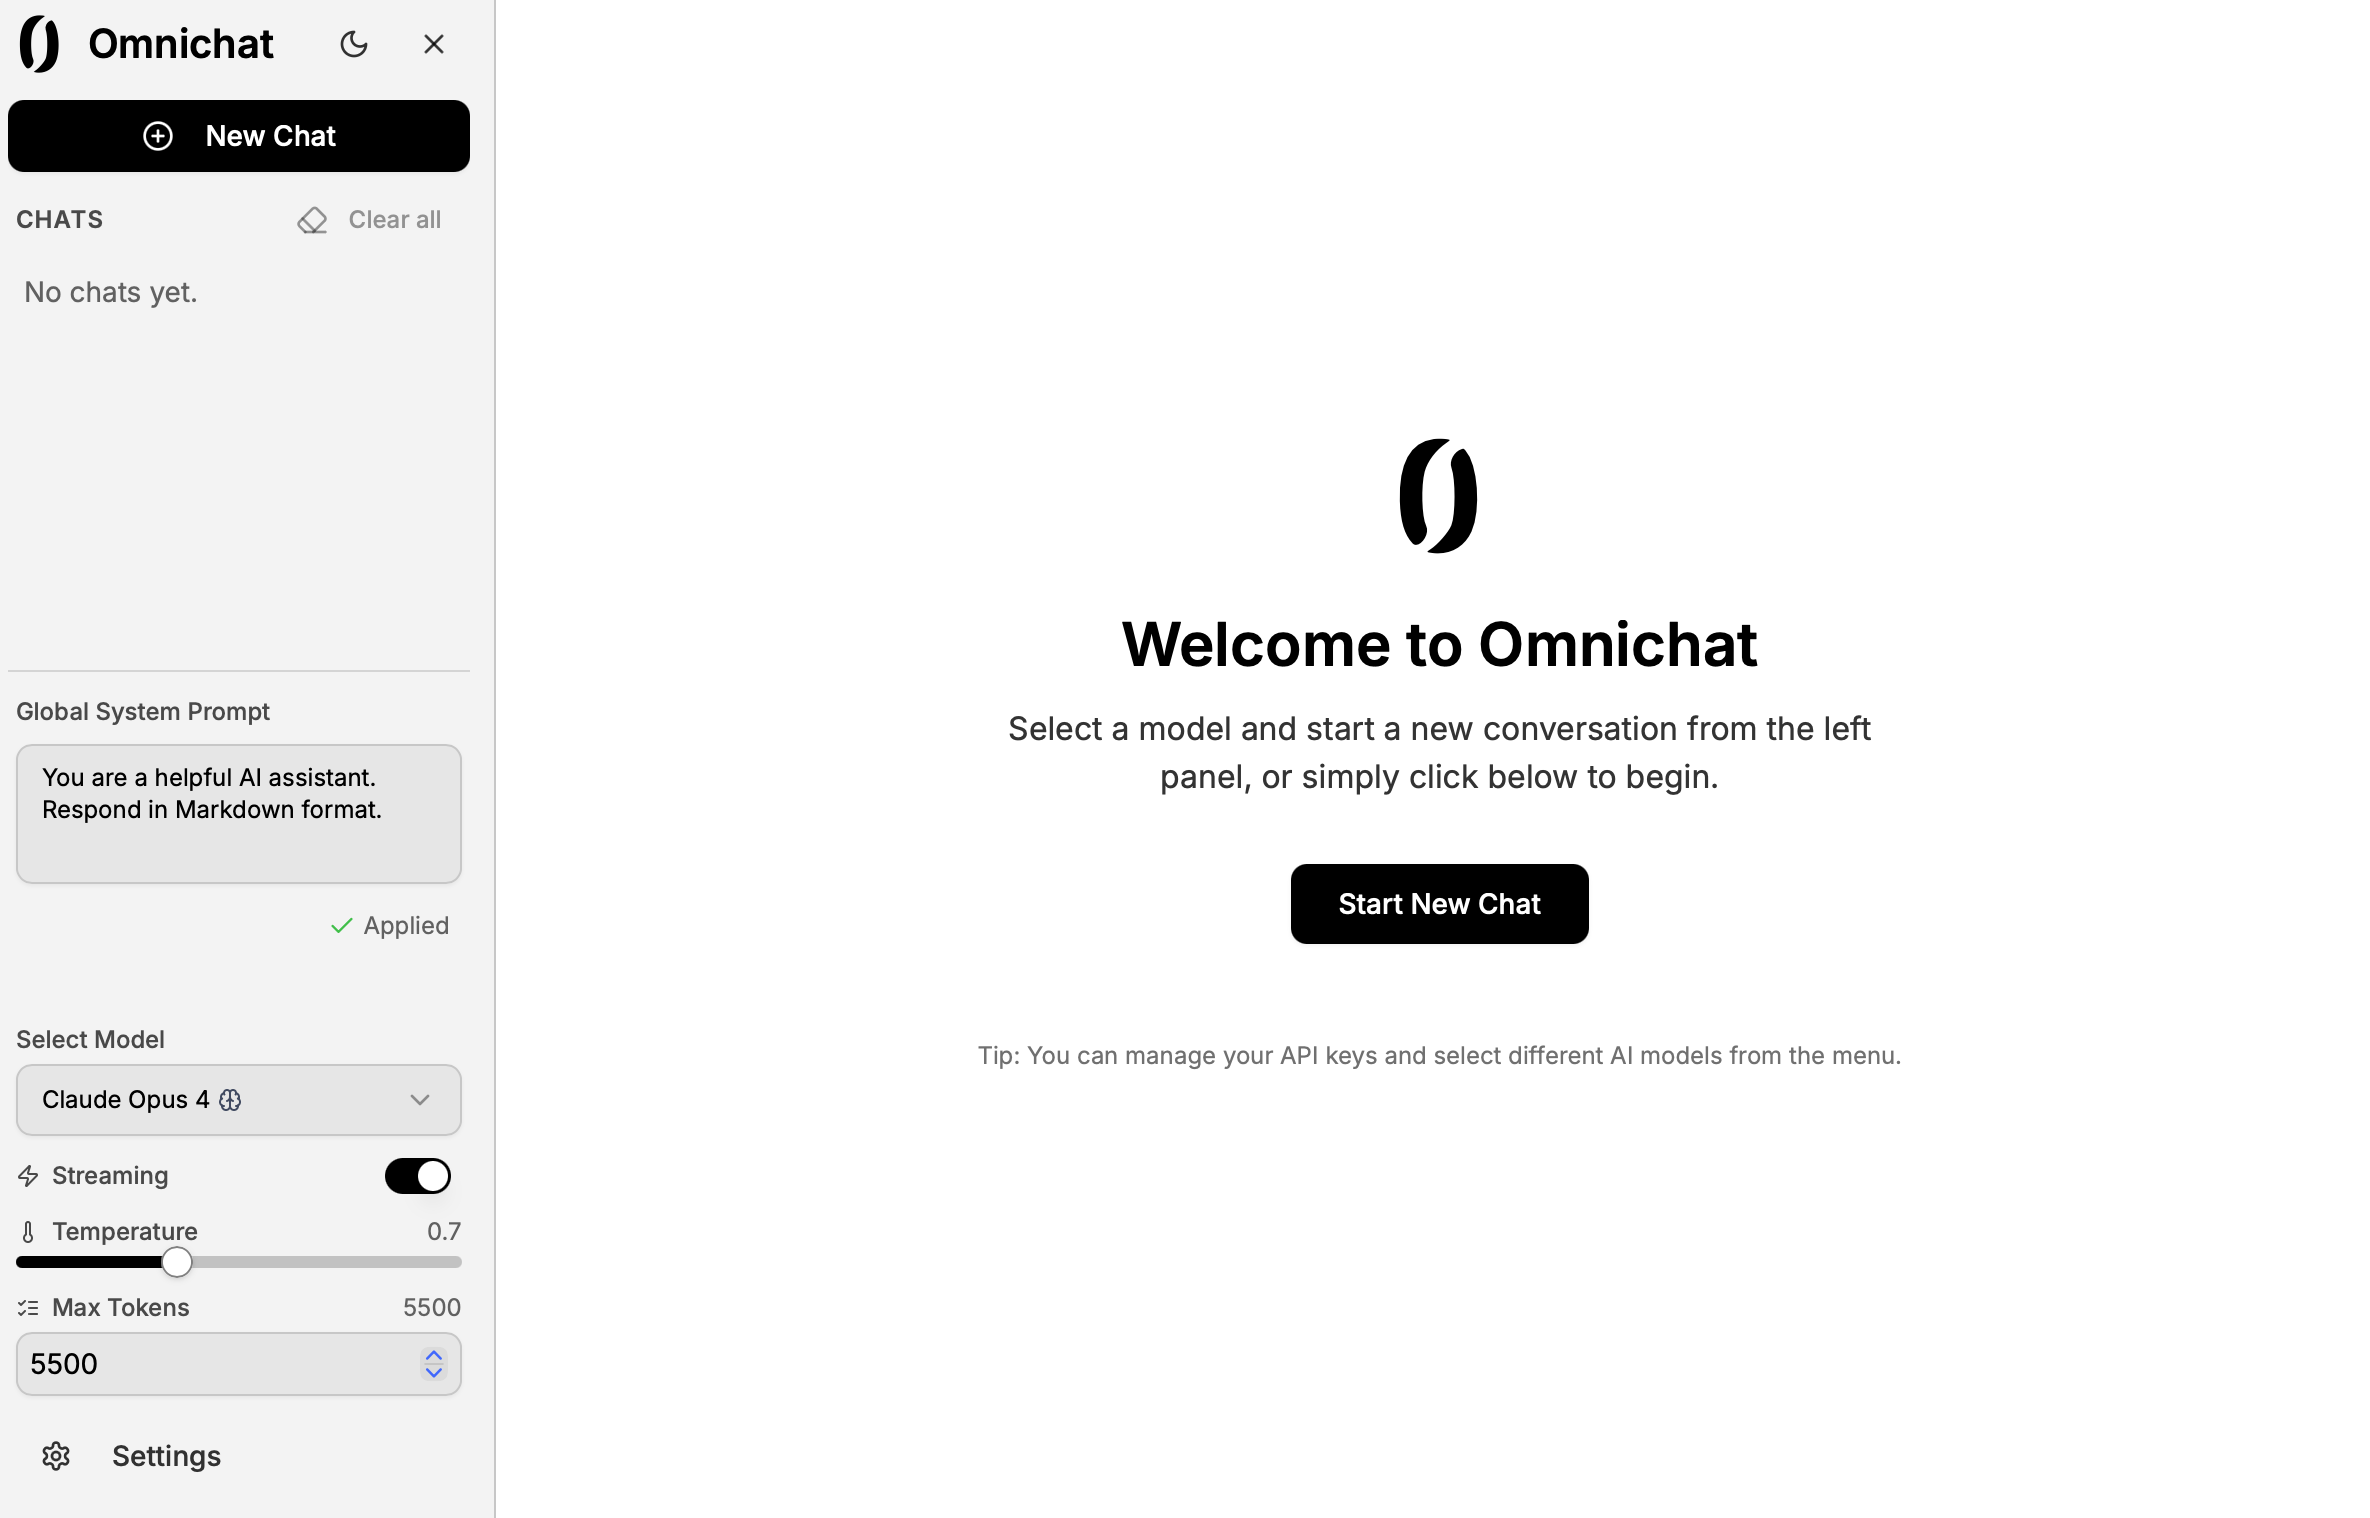 Omnichat
New Chat
CHATS
Clear all
No chats yet.
Global System Prompt
You are a helpful AI assistant.
Respond in Markdown format.
Applied
Select Model
Claude Opus 4
Streaming
Temperature
0.7
Max Tokens
5500
5500
Settings
Welcome to Omnichat
Select a model and start a new conversation from the left
panel, or simply click below to begin.
Start New Chat
Tip: You can manage your API keys and select different AI models from the menu.